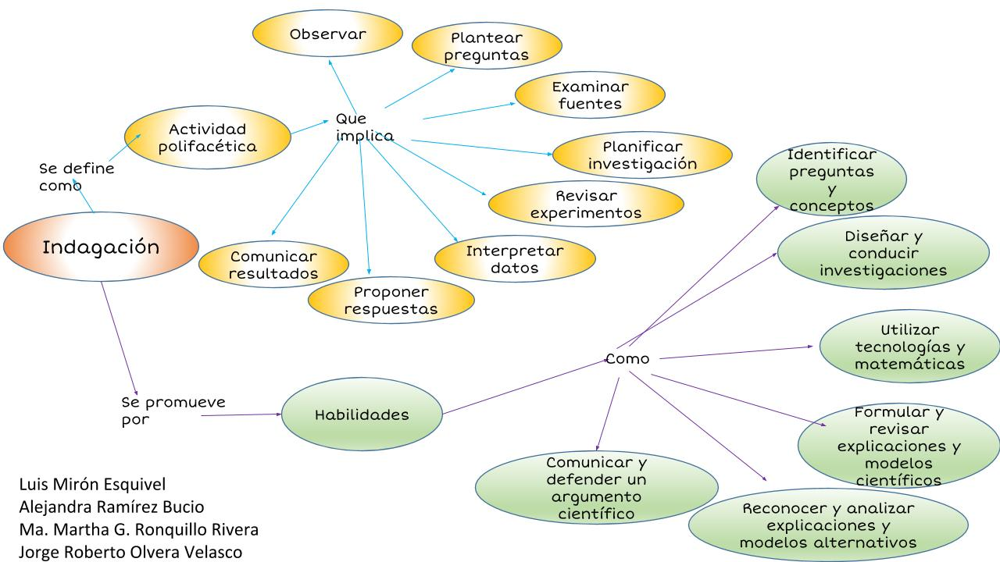 Observar
Plantear
preguntas
Examinar
fuentes
Que
implica
Actividad
polifacética
Planificar
investigación
Se define
como
Revisar
experimentos
Indagación
Comunicar
resultados
Interpretar
datos
Proponer
respuestas
Identificar
preguntas
y
conceptos
Diseñar y
conducir
investigaciones
Utilizar
tecnologías y
matemáticas
Como
Se promueve
por
Habilidades
Formular y
revisar
explicaciones y
modelos
científicos
Comunicar y
defender un
argumento
científico
Reconocer y analizar
explicaciones y
modelos alternativos
Luis Mirón Esquivel
Alejandra Ramírez Bucio
Ma. Martha G. Ronquillo Rivera
Jorge Roberto Olvera Velasco